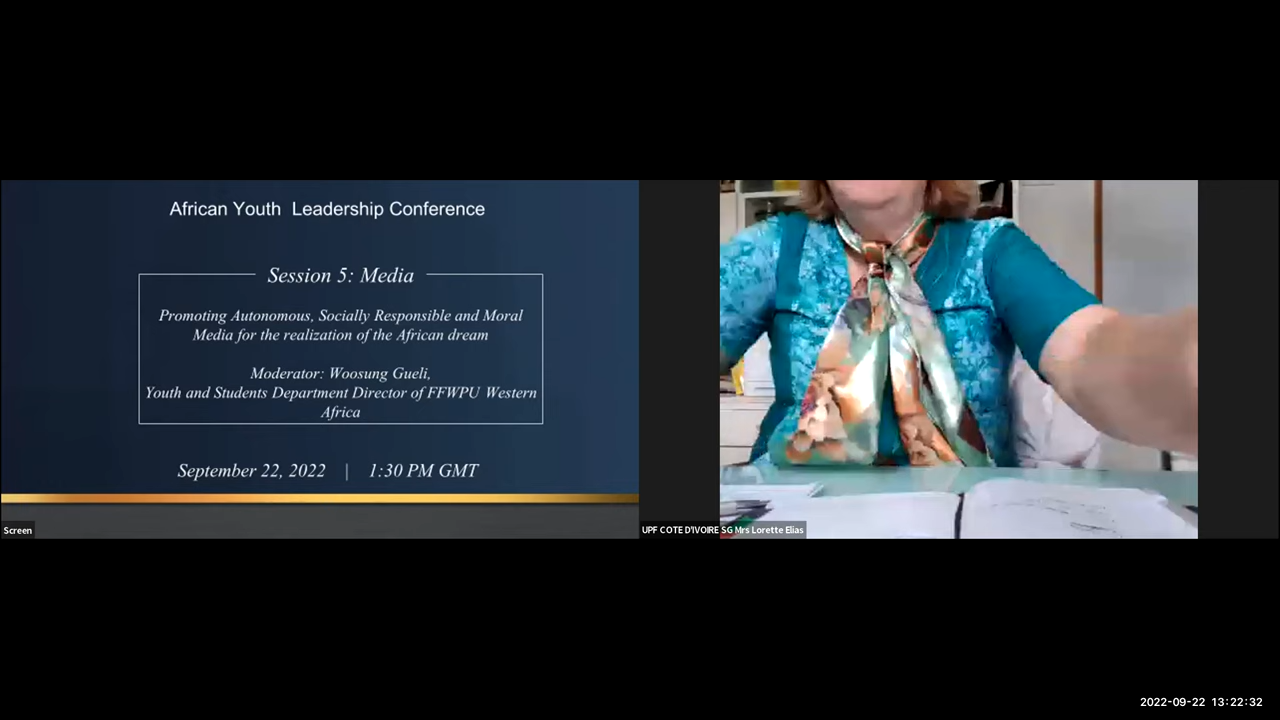 African Youth Leadership Conference
Session 5: Media
Promoting Autonomous, Socially Responsible and Moral
Media for the realization of the African dream
Moderator: Woosung Gueli,
Youth and Students Department Director of FFWPU Western
Africa
September 22, 2022 | 1:30 PM GMT
Screen
UPF COTE D'IVOIRE SG Mrs Lorette Elias
2022-09-22 13:22:32